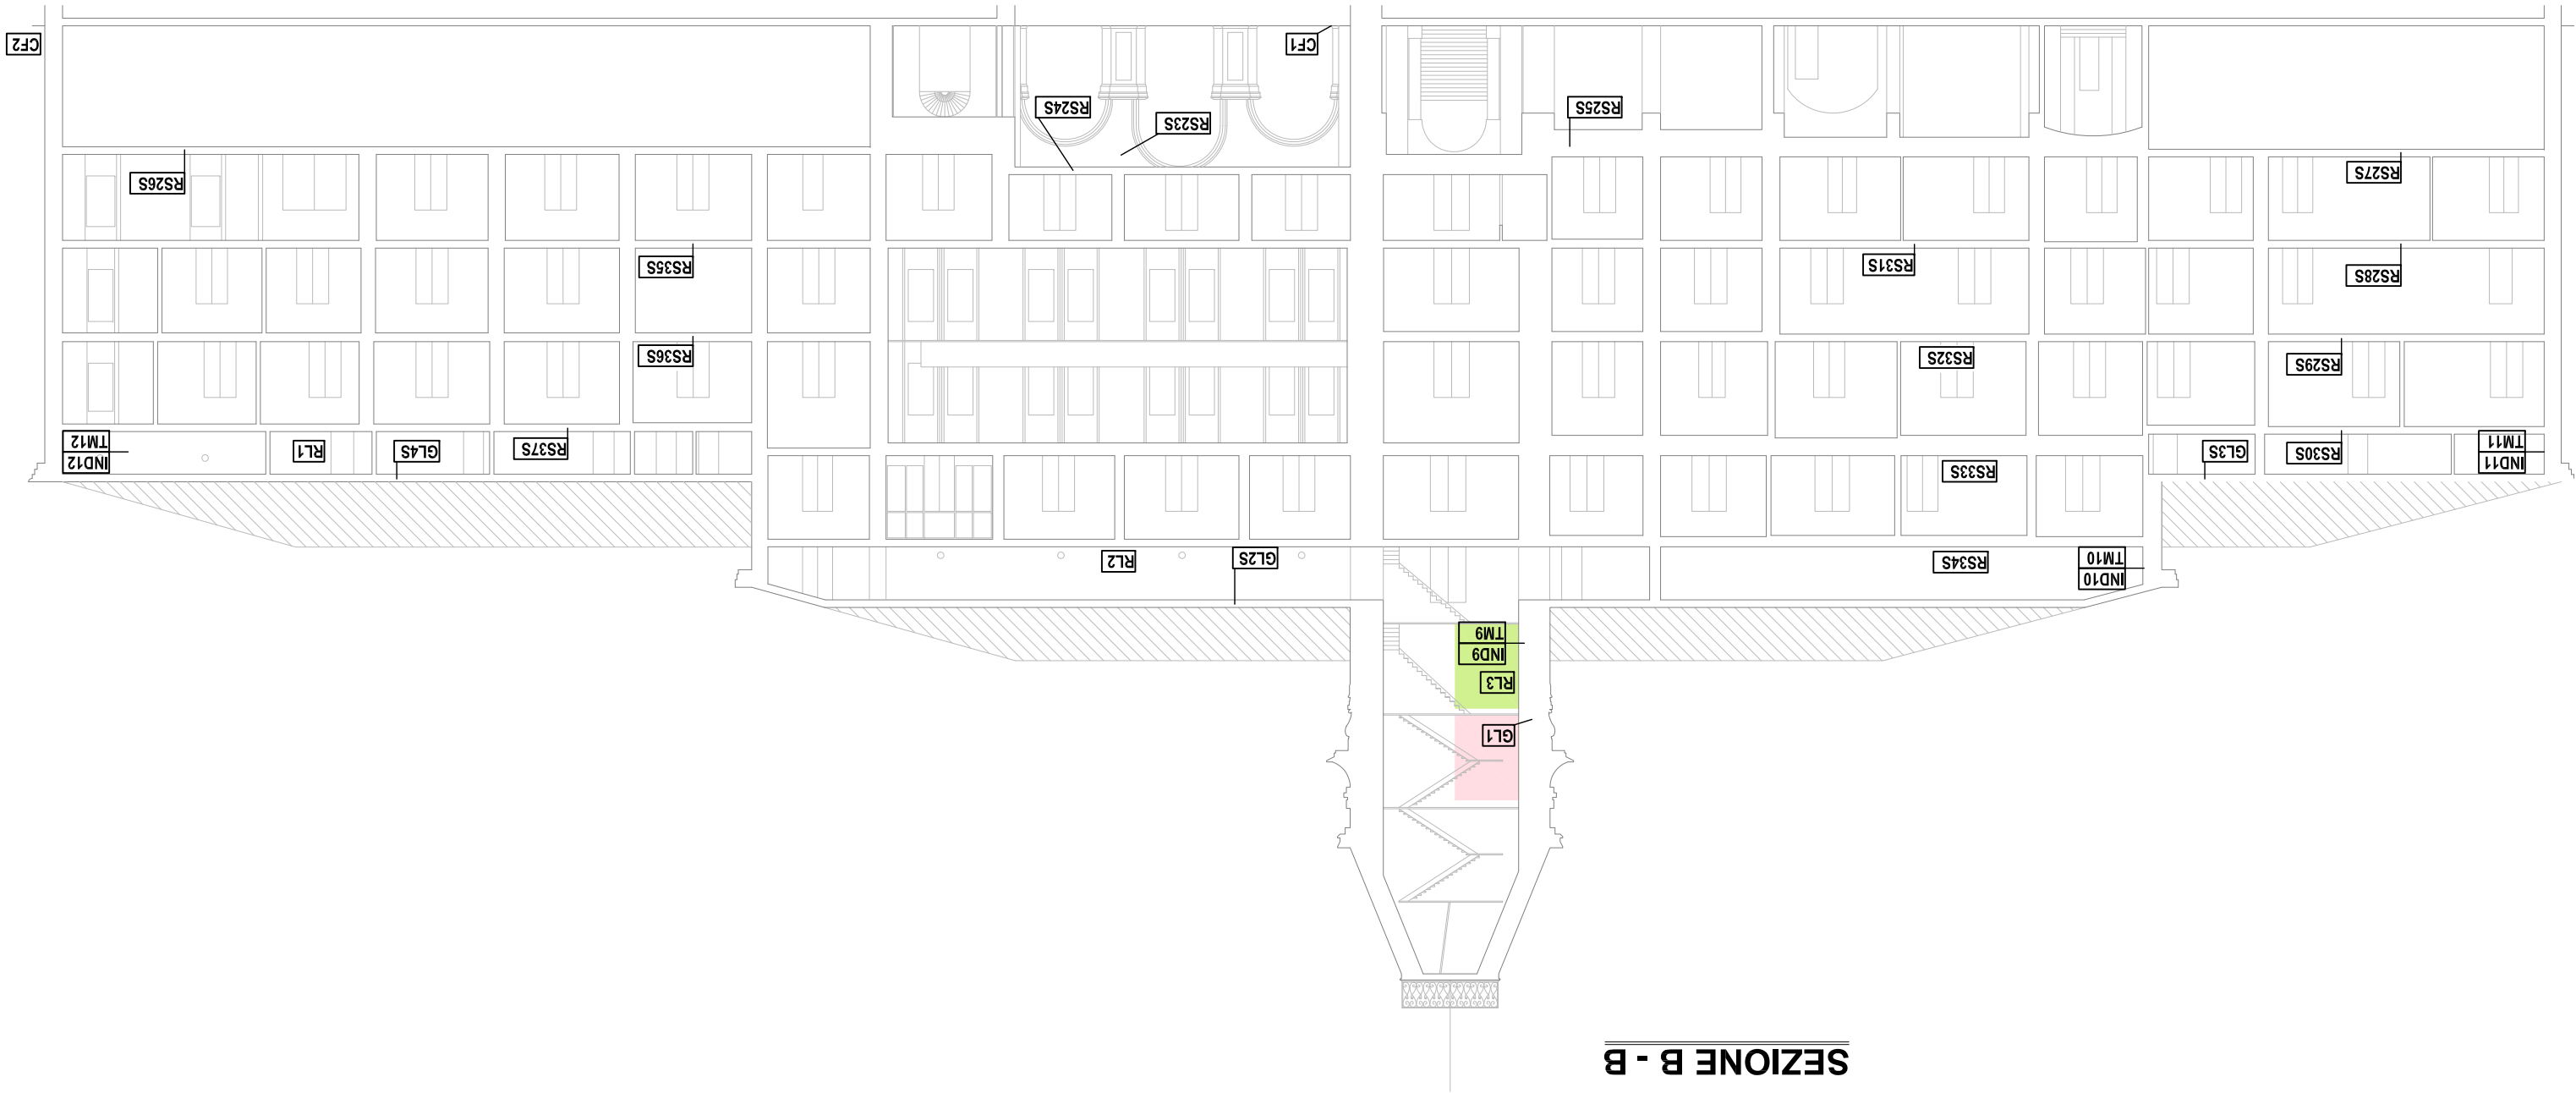 SEZIONE B - B
GL1
RL3
IND9
TM9
IND10
TM10
RS34S
GL2S
RL2
RS33S
IND11
TM11
RS30S
GL3S
RS37S
GL4S
RL1
IND12
TM12
RS29S
RS32S
RS36S
RS28S
RS31S
RS35S
RS27S
RS26S
RS25S
RS23S
RS24S
CF1
CF2